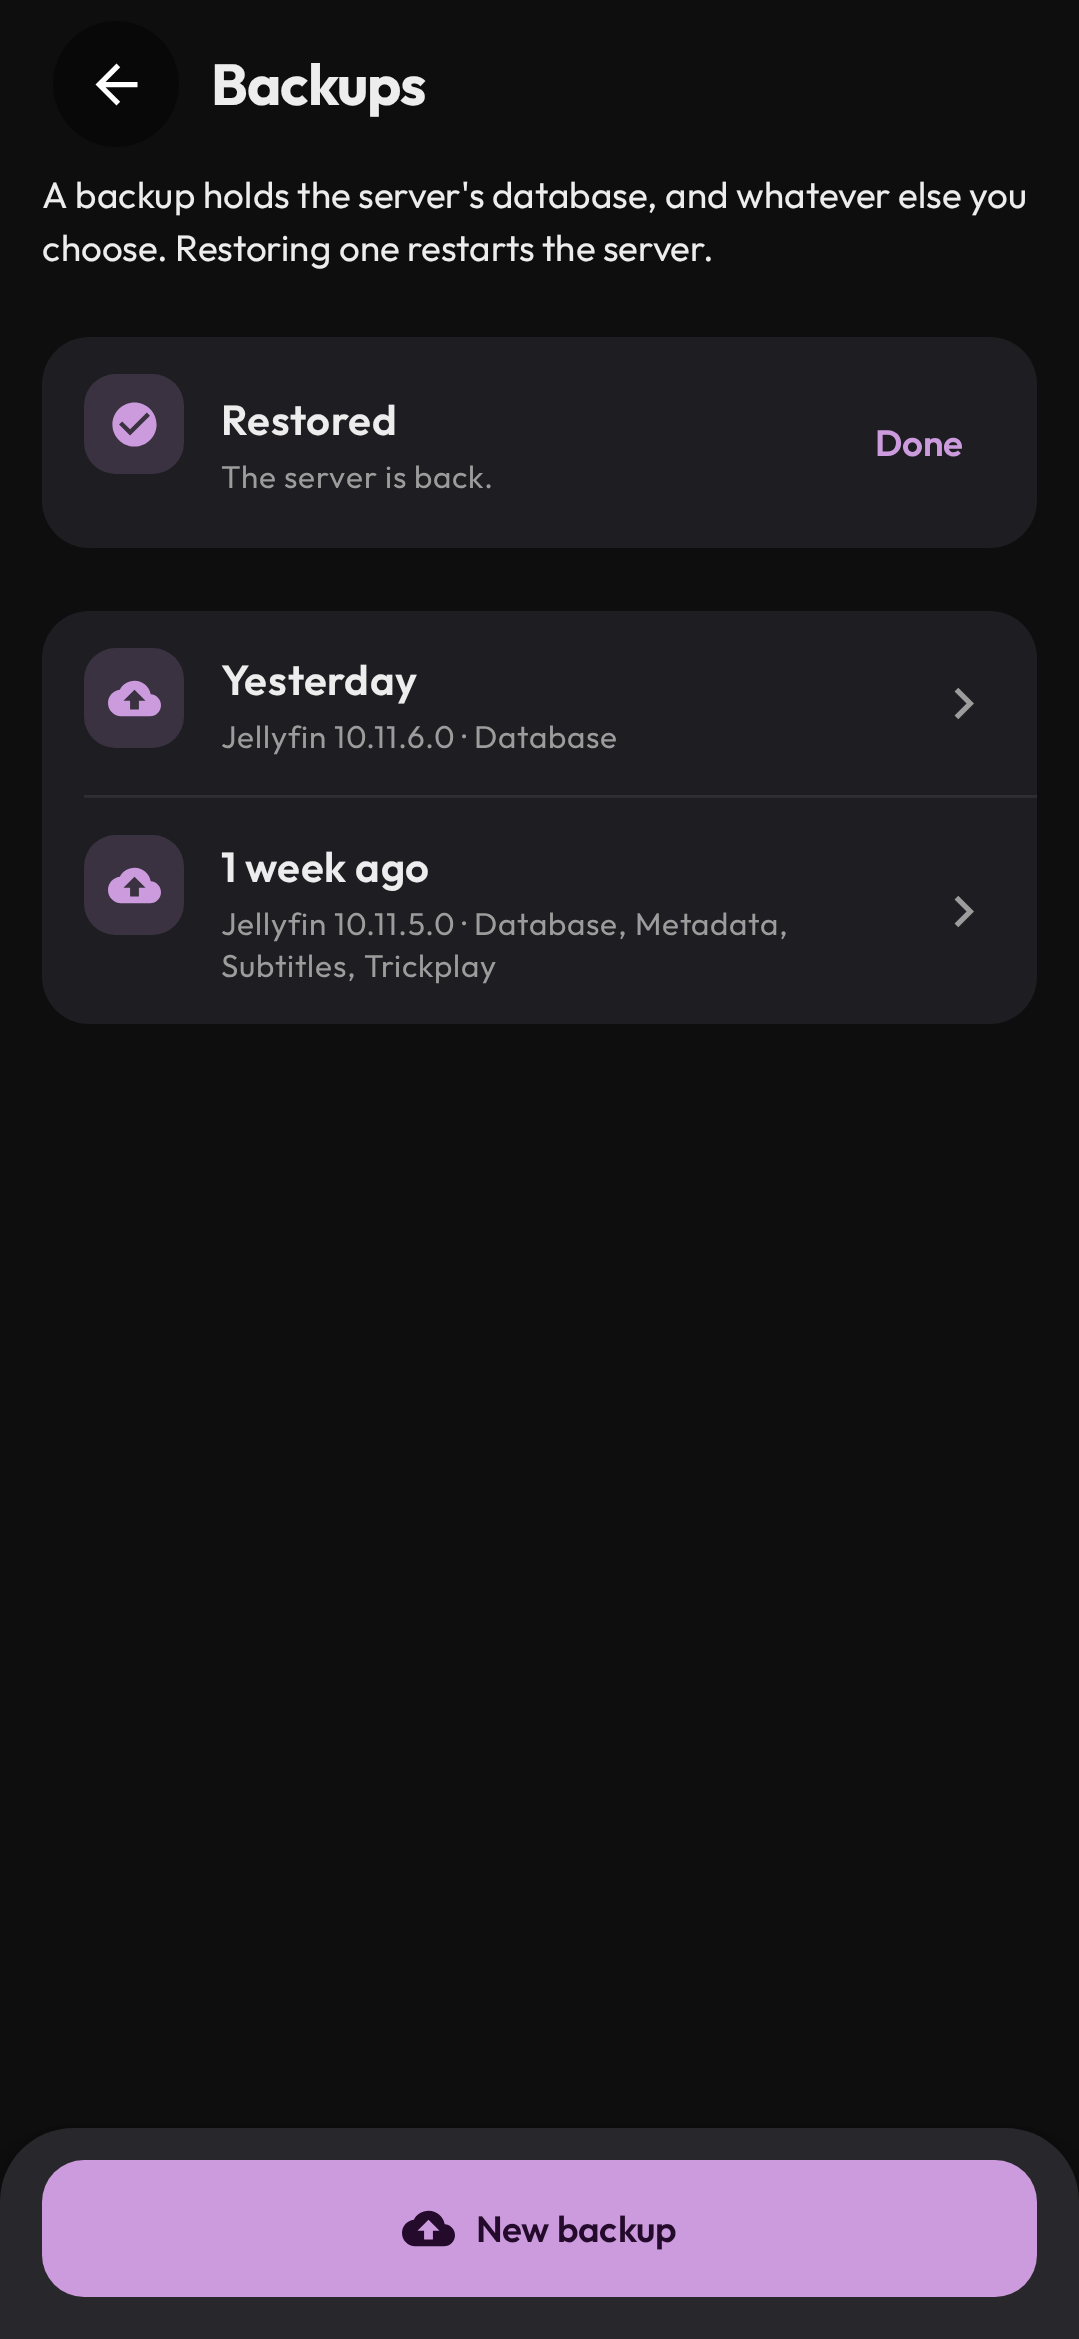 Backups
A backup holds the server's database, and whatever else you
choose. Restoring one restarts the server.
Restored
The server is back.
Done
Yesterday
Jellyfin 10.11.6.0 · Database
1 week ago
Jellyfin 10.11.5.0 · Database, Metadata,
Subtitles, Trickplay
New backup